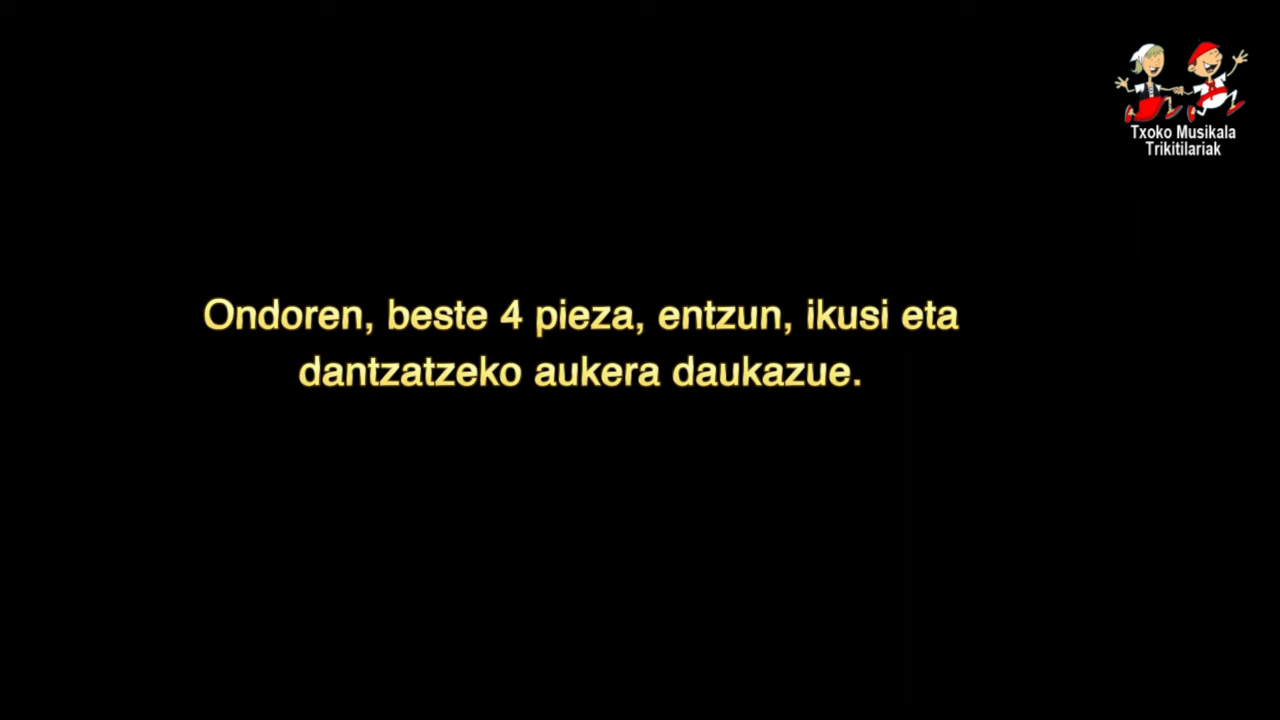 Txoko Musikala
Trikitilariak
Ondoren, beste 4 pieza, entzun, ikusi eta
dantzatzeko aukera daukazue.